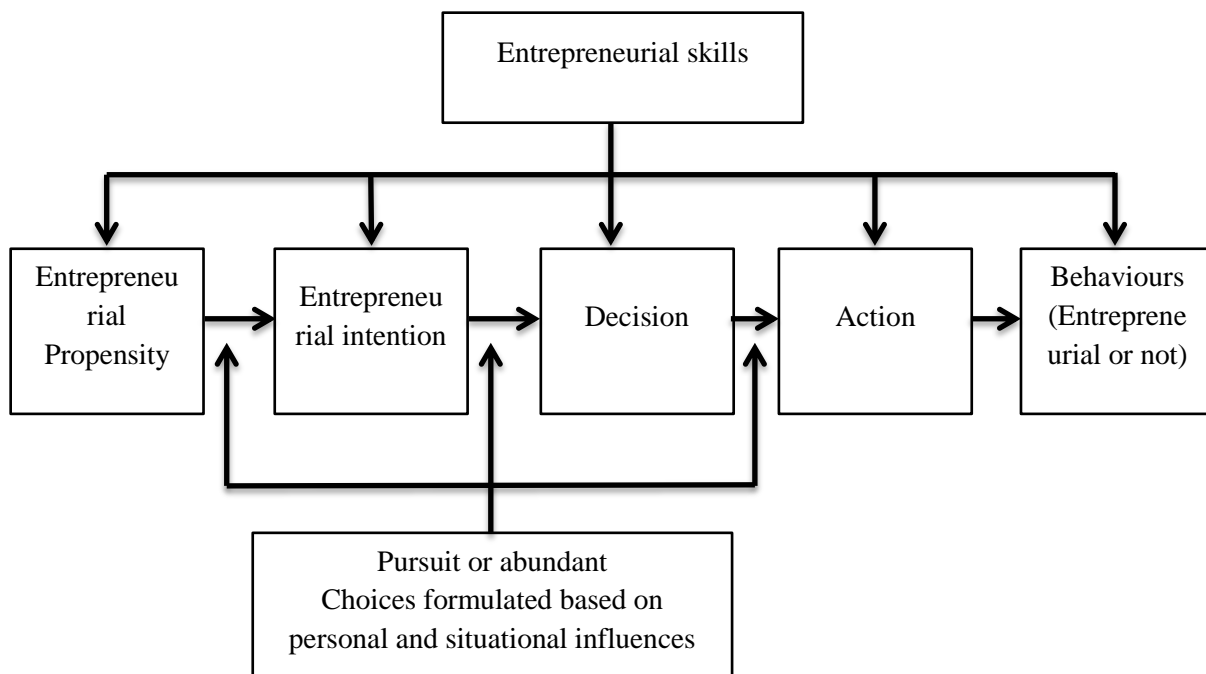 Entrepreneurial skills
Entrepreneu
rial
Propensity
Entrepreneu
rial intention
Decision
Action
Behaviours
(Entreprene
urial or not)
Pursuit or abundant
Choices formulated based on
personal and situational influences